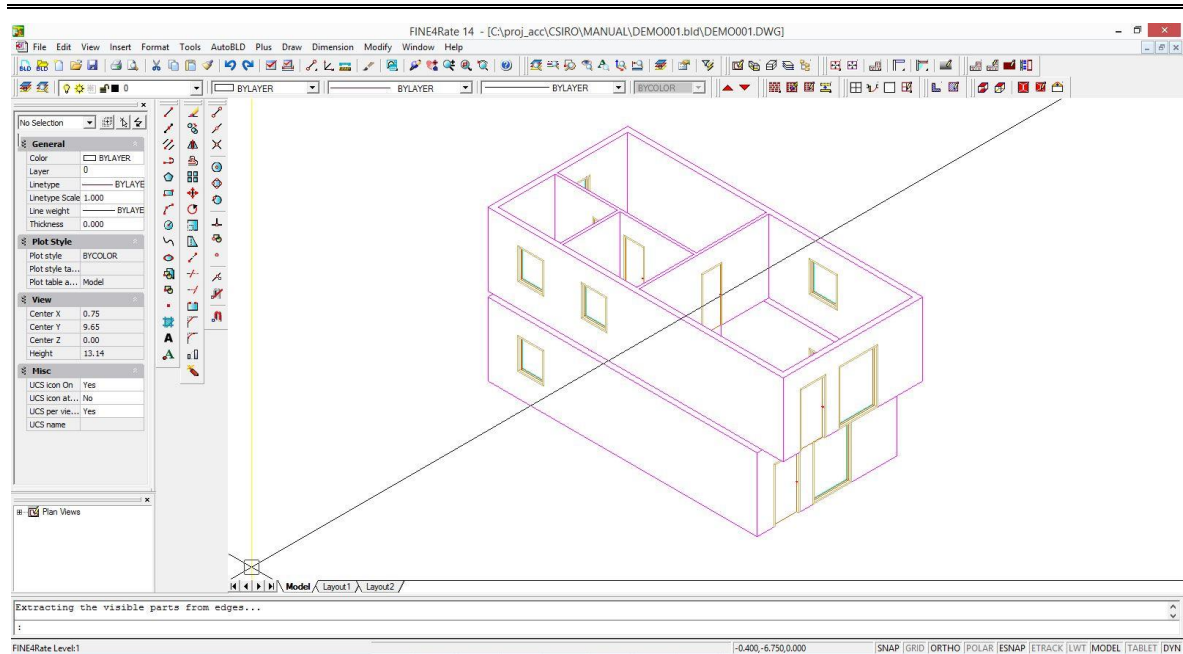 FINE4Rate 14 - [C:\proj_acc\CSIRO\MANUAL\DEMO001.bld\DEMO001.DWG]
File Edit View Insert Format Tools AutoBLD Plus Draw Dimension Modify Window Help
BLD BLD
0 BYLAYER BYLAYER BYLAYER BYCOLOR
No Selection
General
Color BYLAYER
Layer 0
Linetype BYLAYE
Linetype Scale 1.000
Line weight BYLAYE
Thickness 0.000
Plot Style
Plot style BYCOLOR
Plot style ta...
Plot table a... Model
View
Center X 0.75
Center Y 9.65
Center Z 0.00
Height 13.14
Misc
UCS icon On Yes
UCS icon at... No
UCS per vie... Yes
UCS name
A
A
Plan Views
Model Layout1 Layout2
Extracting the visible parts from edges...
:
FINE4Rate Level:1 -0.400,-6.750,0.000 SNAP GRID ORTHO POLAR ESNAP ETRACK LWT MODEL TABLET DYN